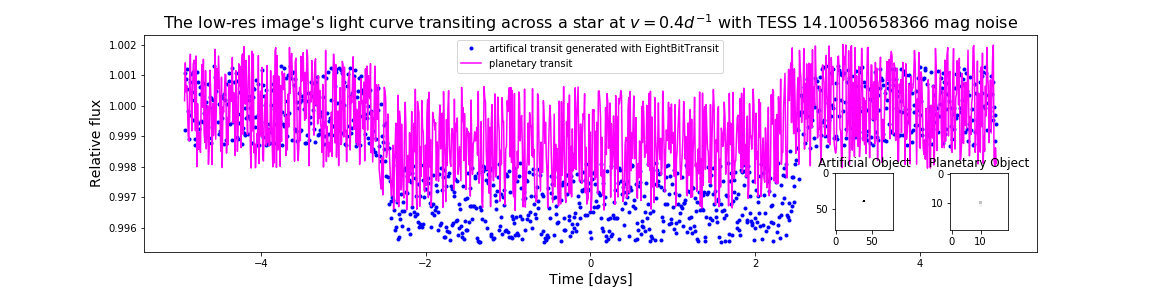 The low-res image's light curve transiting across a star at v = 0.4d⁻¹ with TESS 14.1005658366 mag noise
artifical transit generated with EightBitTransit
planetary transit
Relative flux
1.002
1.001
1.000
0.999
0.998
0.997
0.996
Artificial Object
0
50
0 50
Planetary Object
0
10
0 10
−4 −2 0 2 4
Time [days]